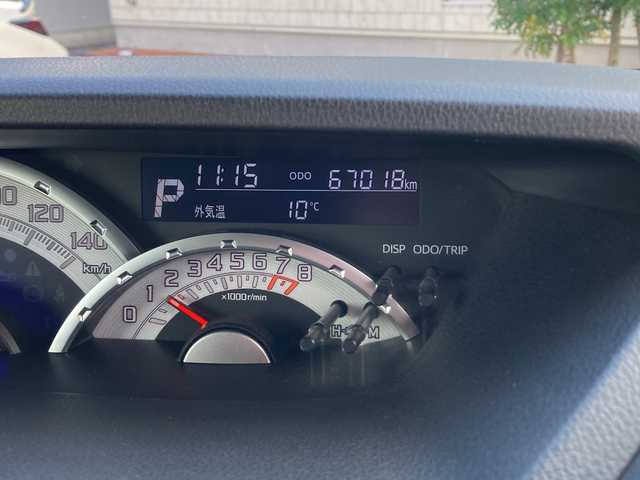 11:15 ODO 67018km
P
外気温 10℃
120
140
km/h
DISP ODO/TRIP
0 1 2 3 4 5 6 7 8
×1000r/min
H M